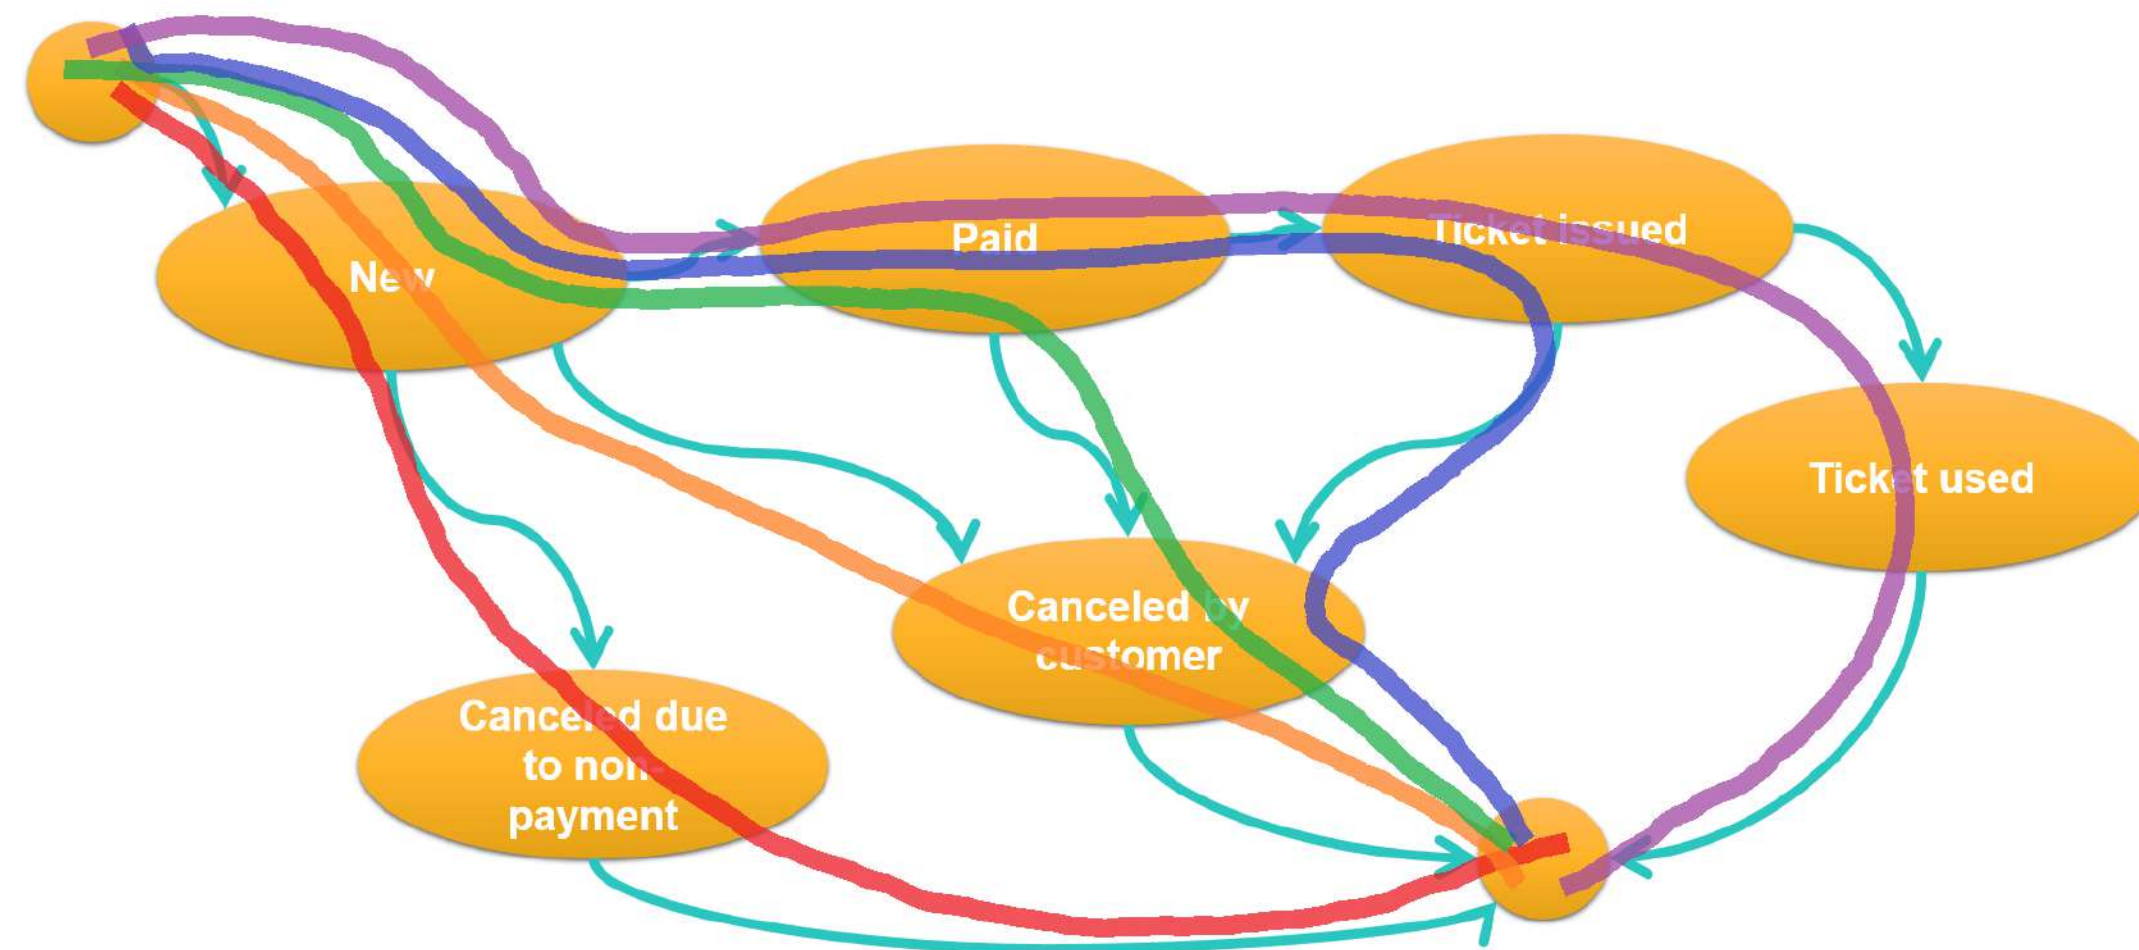 New
Paid
Ticket issued
Ticket used
Canceled by
customer
Canceled due
to non-
payment